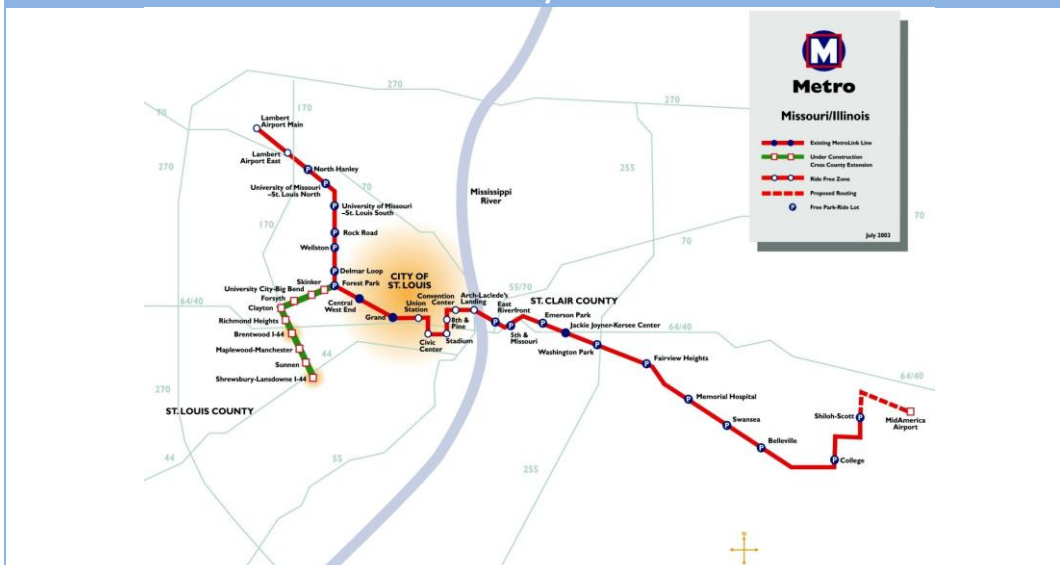 270
270
70
170
Lambert
Airport Main
Lambert
Airport East
270
North Hanley
University of Missouri
–St. Louis North
70
University of Missouri
–St. Louis South
170
Rock Road
Wellston
Delmar Loop
Forest Park
Skinker
University City-Big Bend
Forsyth
Clayton
64/40
Richmond Heights
Brentwood I-64
Maplewood-Manchester
Sunnen
Shrewsbury-Lansdowne I-44
44
270
ST. LOUIS COUNTY
44
55
CITY OF
ST. LOUIS
Central
West End
Grand
Union
Station
Civic
Center
Convention
Center
8th &
Pine
Stadium
Arch-Laclede's
Landing
Mississippi
River
55/70
East
Riverfront
5th &
Missouri
ST. CLAIR COUNTY
Emerson Park
Jackie Joyner-Kersee Center
64/40
Washington Park
Fairview Heights
Memorial Hospital
Swansea
Belleville
College
Shiloh-Scott
MidAmerica
Airport
64/40
255
255
70
70
M
Metro
Missouri/Illinois
Existing MetroLink Line
Under Construction
Cross County Extension
Ride Free Zone
Proposed Routing
P Free Park-Ride Lot
July 2003